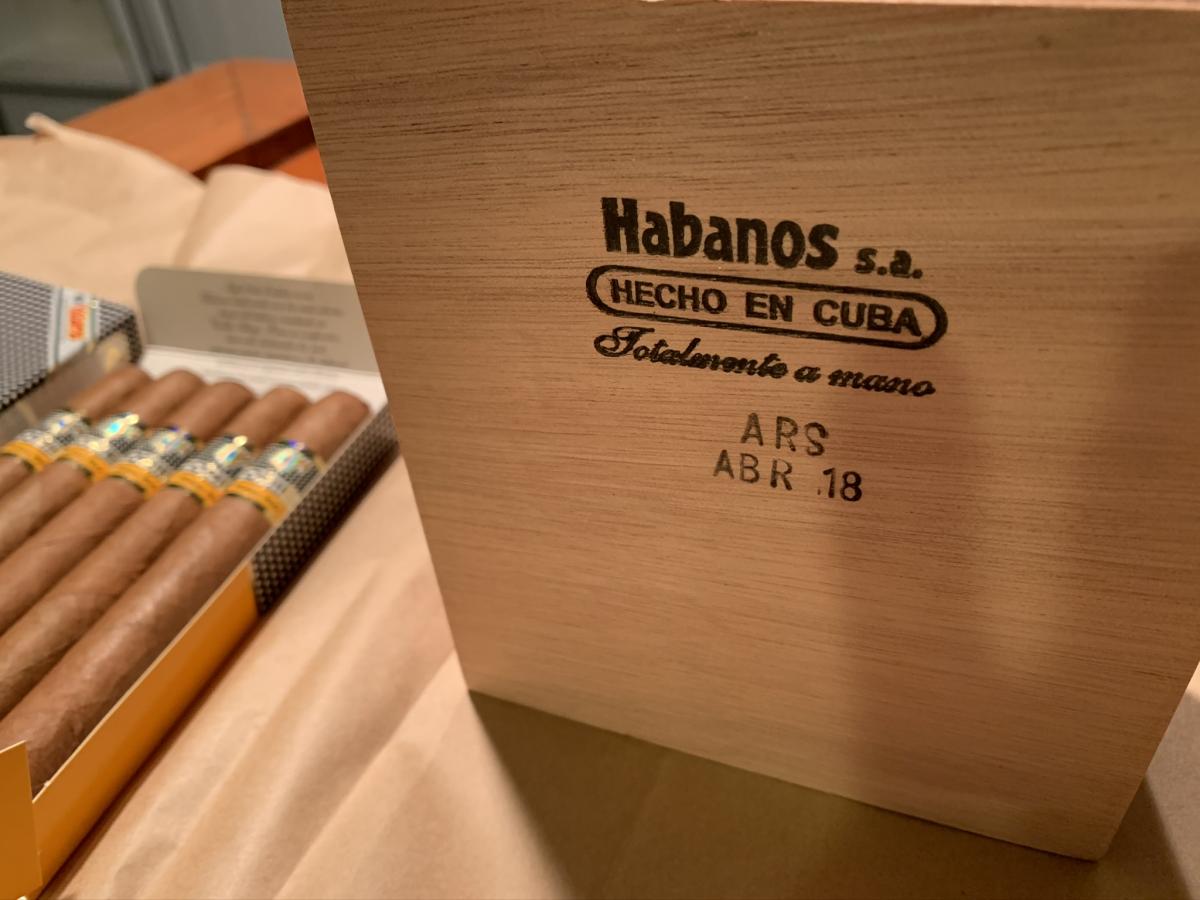 Habanos s.a.
HECHO EN CUBA
Totalmente a mano
ARS
ABR .18